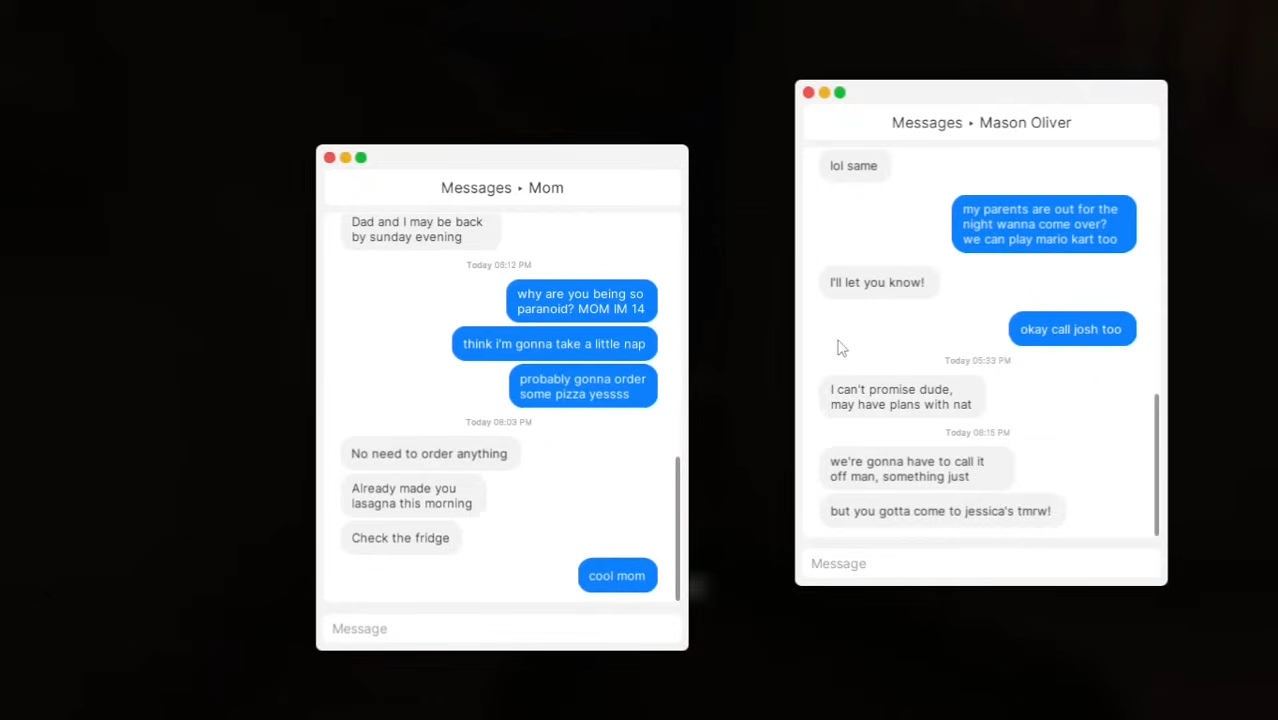 Messages ‣ Mom
Dad and I may be back
by sunday evening
Today 08:12 PM
why are you being so
paranoid? MOM IM 14
think i'm gonna take a little nap
probably gonna order
some pizza yessss
Today 08:03 PM
No need to order anything
Already made you
lasagna this morning
Check the fridge
cool mom
Message
Messages ‣ Mason Oliver
lol same
my parents are out for the
night wanna come over?
we can play mario kart too
I'll let you know!
okay call josh too
Today 05:33 PM
I can't promise dude,
may have plans with nat
Today 08:15 PM
we're gonna have to call it
off man, something just
but you gotta come to jessica's tmrw!
Message